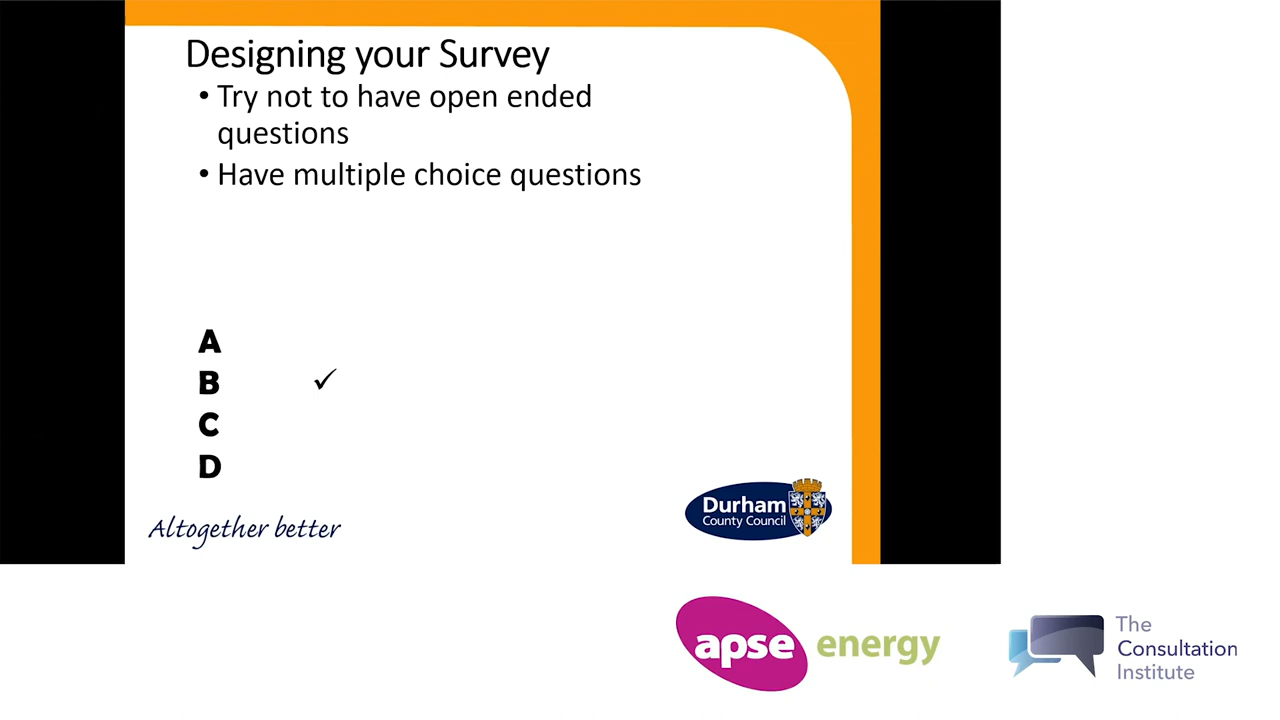 Designing your Survey
• Try not to have open ended
questions
• Have multiple choice questions
A
B ✓
C
D
Altogether better
Durham
County Council
apse energy
The
Consultation
Institute